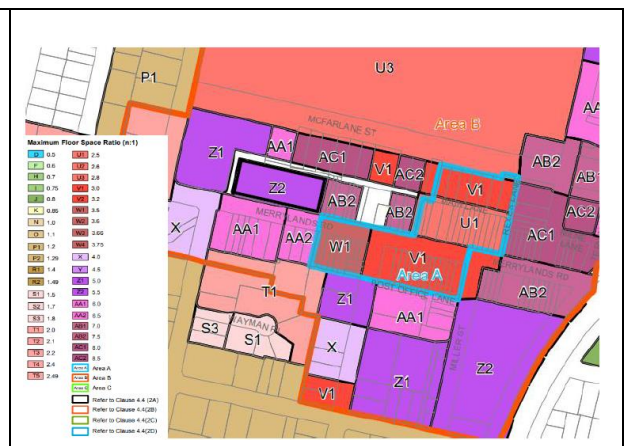 P1
U3
Area B
MCFARLANE ST
Z1
AA1
AC1
V1
AC2
V1
AB2
AC2
AB2
Z2
AB2
AB2
U1
AC1
MERRYLANDS RD
AA1
AA2
W1
V1
Area A
MERRYLANDS RD
AB2
POST OFFICE LANE
X
T1
Z1
AA1
MILLER ST
Z2
S3
S1
X
Z1
V1
Maximum Floor Space Ratio (n:1)
D 0.5
F 0.6
H 0.7
I 0.75
J 0.8
K 0.85
N 1.0
O 1.1
P1 1.2
P2 1.29
R1 1.4
R2 1.49
S1 1.5
S2 1.7
S3 1.8
T1 2.0
T2 2.1
T3 2.2
T4 2.4
T5 2.49
U1 2.5
U2 2.6
U3 2.8
V1 3.0
V2 3.2
W1 3.5
W2 3.6
W3 3.66
W4 3.75
X 4.0
Y 4.5
Z1 5.0
Z2 5.5
AA1 6.0
AA2 6.5
AB1 7.0
AB2 7.5
AC1 8.0
AC2 8.5
Area A
Area B
Area C
Refer to Clause 4.4(2A)
Refer to Clause 4.4(2B)
Refer to Clause 4.4(2C)
Refer to Clause 4.4(2D)